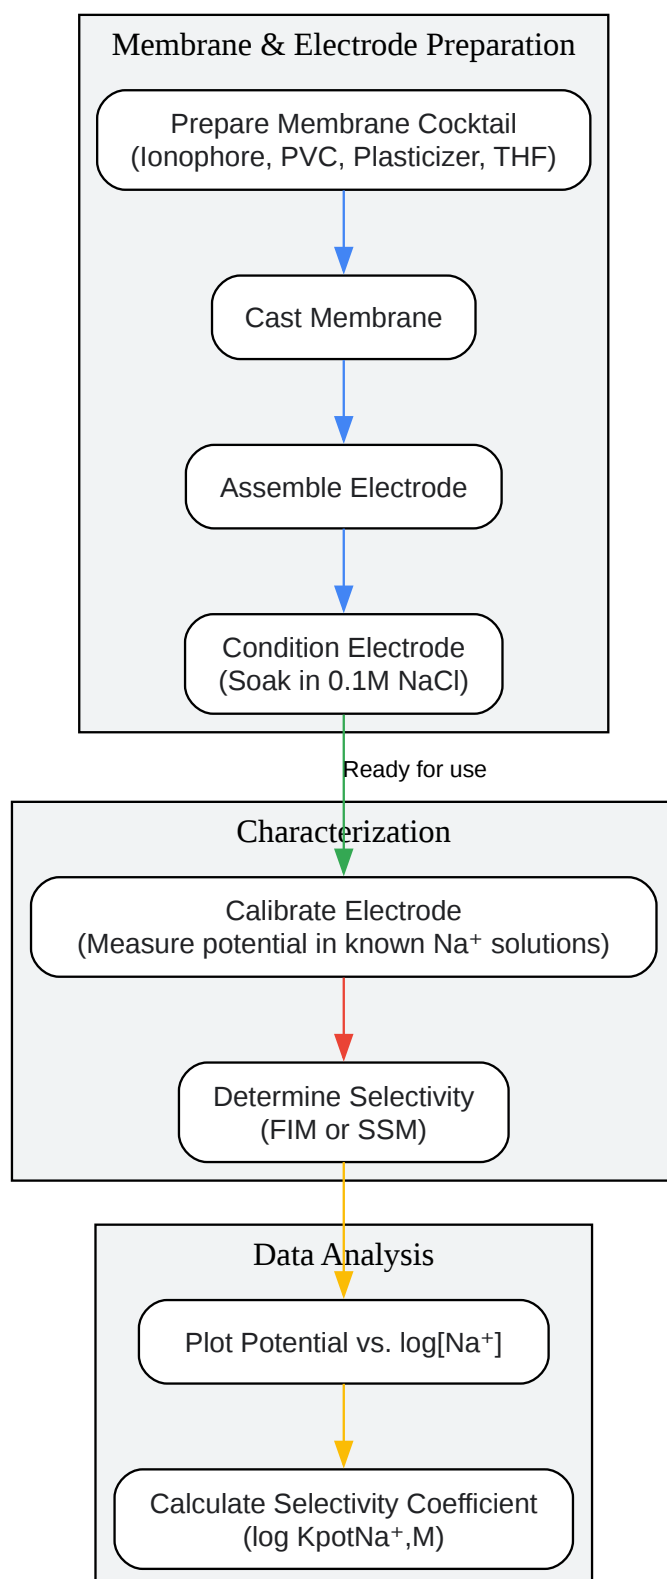 Membrane & Electrode Preparation
Prepare Membrane Cocktail
(Ionophore, PVC, Plasticizer, THF)
Cast Membrane
Assemble Electrode
Condition Electrode
(Soak in 0.1M NaCl)
Ready for use
Characterization
Calibrate Electrode
(Measure potential in known Na⁺ solutions)
Determine Selectivity
(FIM or SSM)
Data Analysis
Plot Potential vs. log[Na⁺]
Calculate Selectivity Coefficient
(log KpotNa⁺,M)